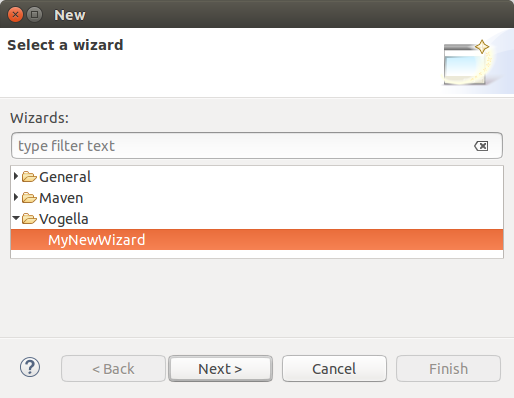 New
Select a wizard
Wizards:
type filter text
General
Maven
Vogella
MyNewWizard
? < Back Next > Cancel Finish